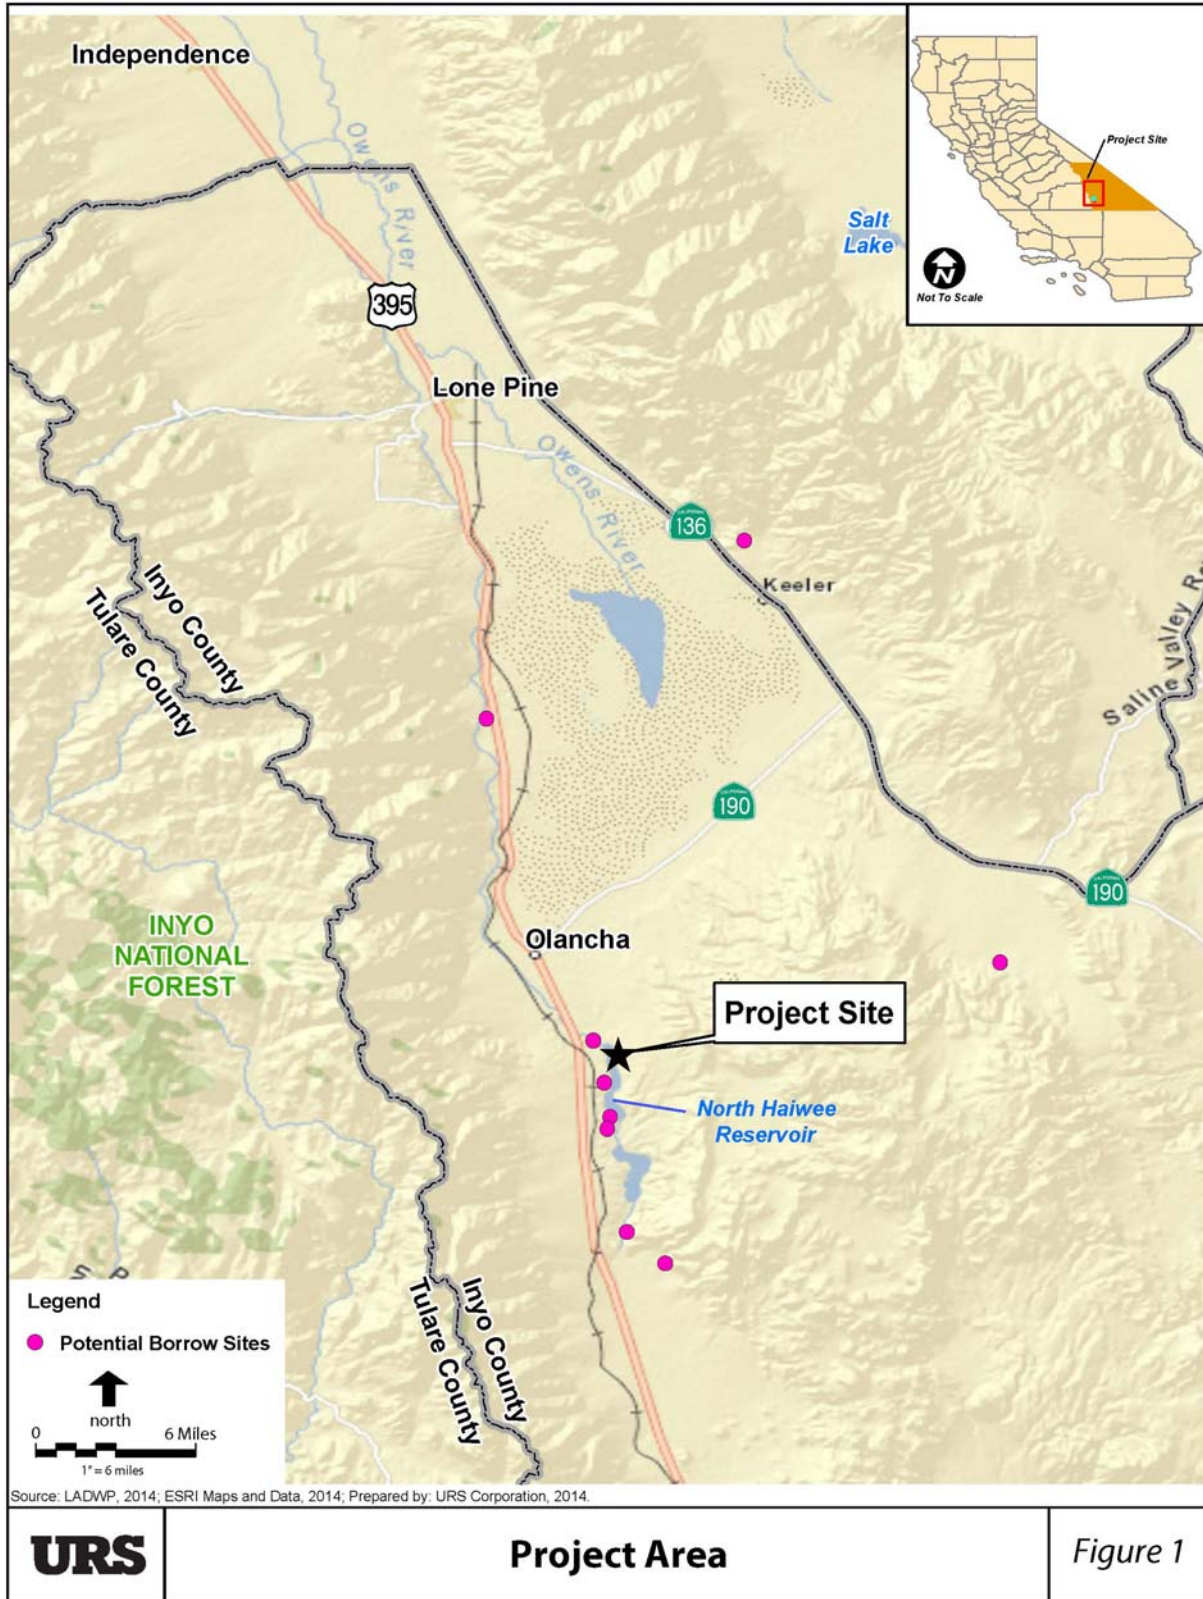 Independence
Project Site
Owens River
Salt
Lake
N
Not To Scale
395
Lone Pine
Owens River
CALIFORNIA
136
Keeler
Inyo County
Tulare County
Saline Valley
CALIFORNIA
190
CALIFORNIA
190
INYO
NATIONAL
FOREST
Olancha
Project Site
North Haiwee
Reservoir
Inyo County
Tulare County
Legend
Potential Borrow Sites
north
0 6 Miles
1" = 6 miles
Source: LADWP, 2014; ESRI Maps and Data, 2014; Prepared by: URS Corporation, 2014.
URS
Project Area
Figure 1